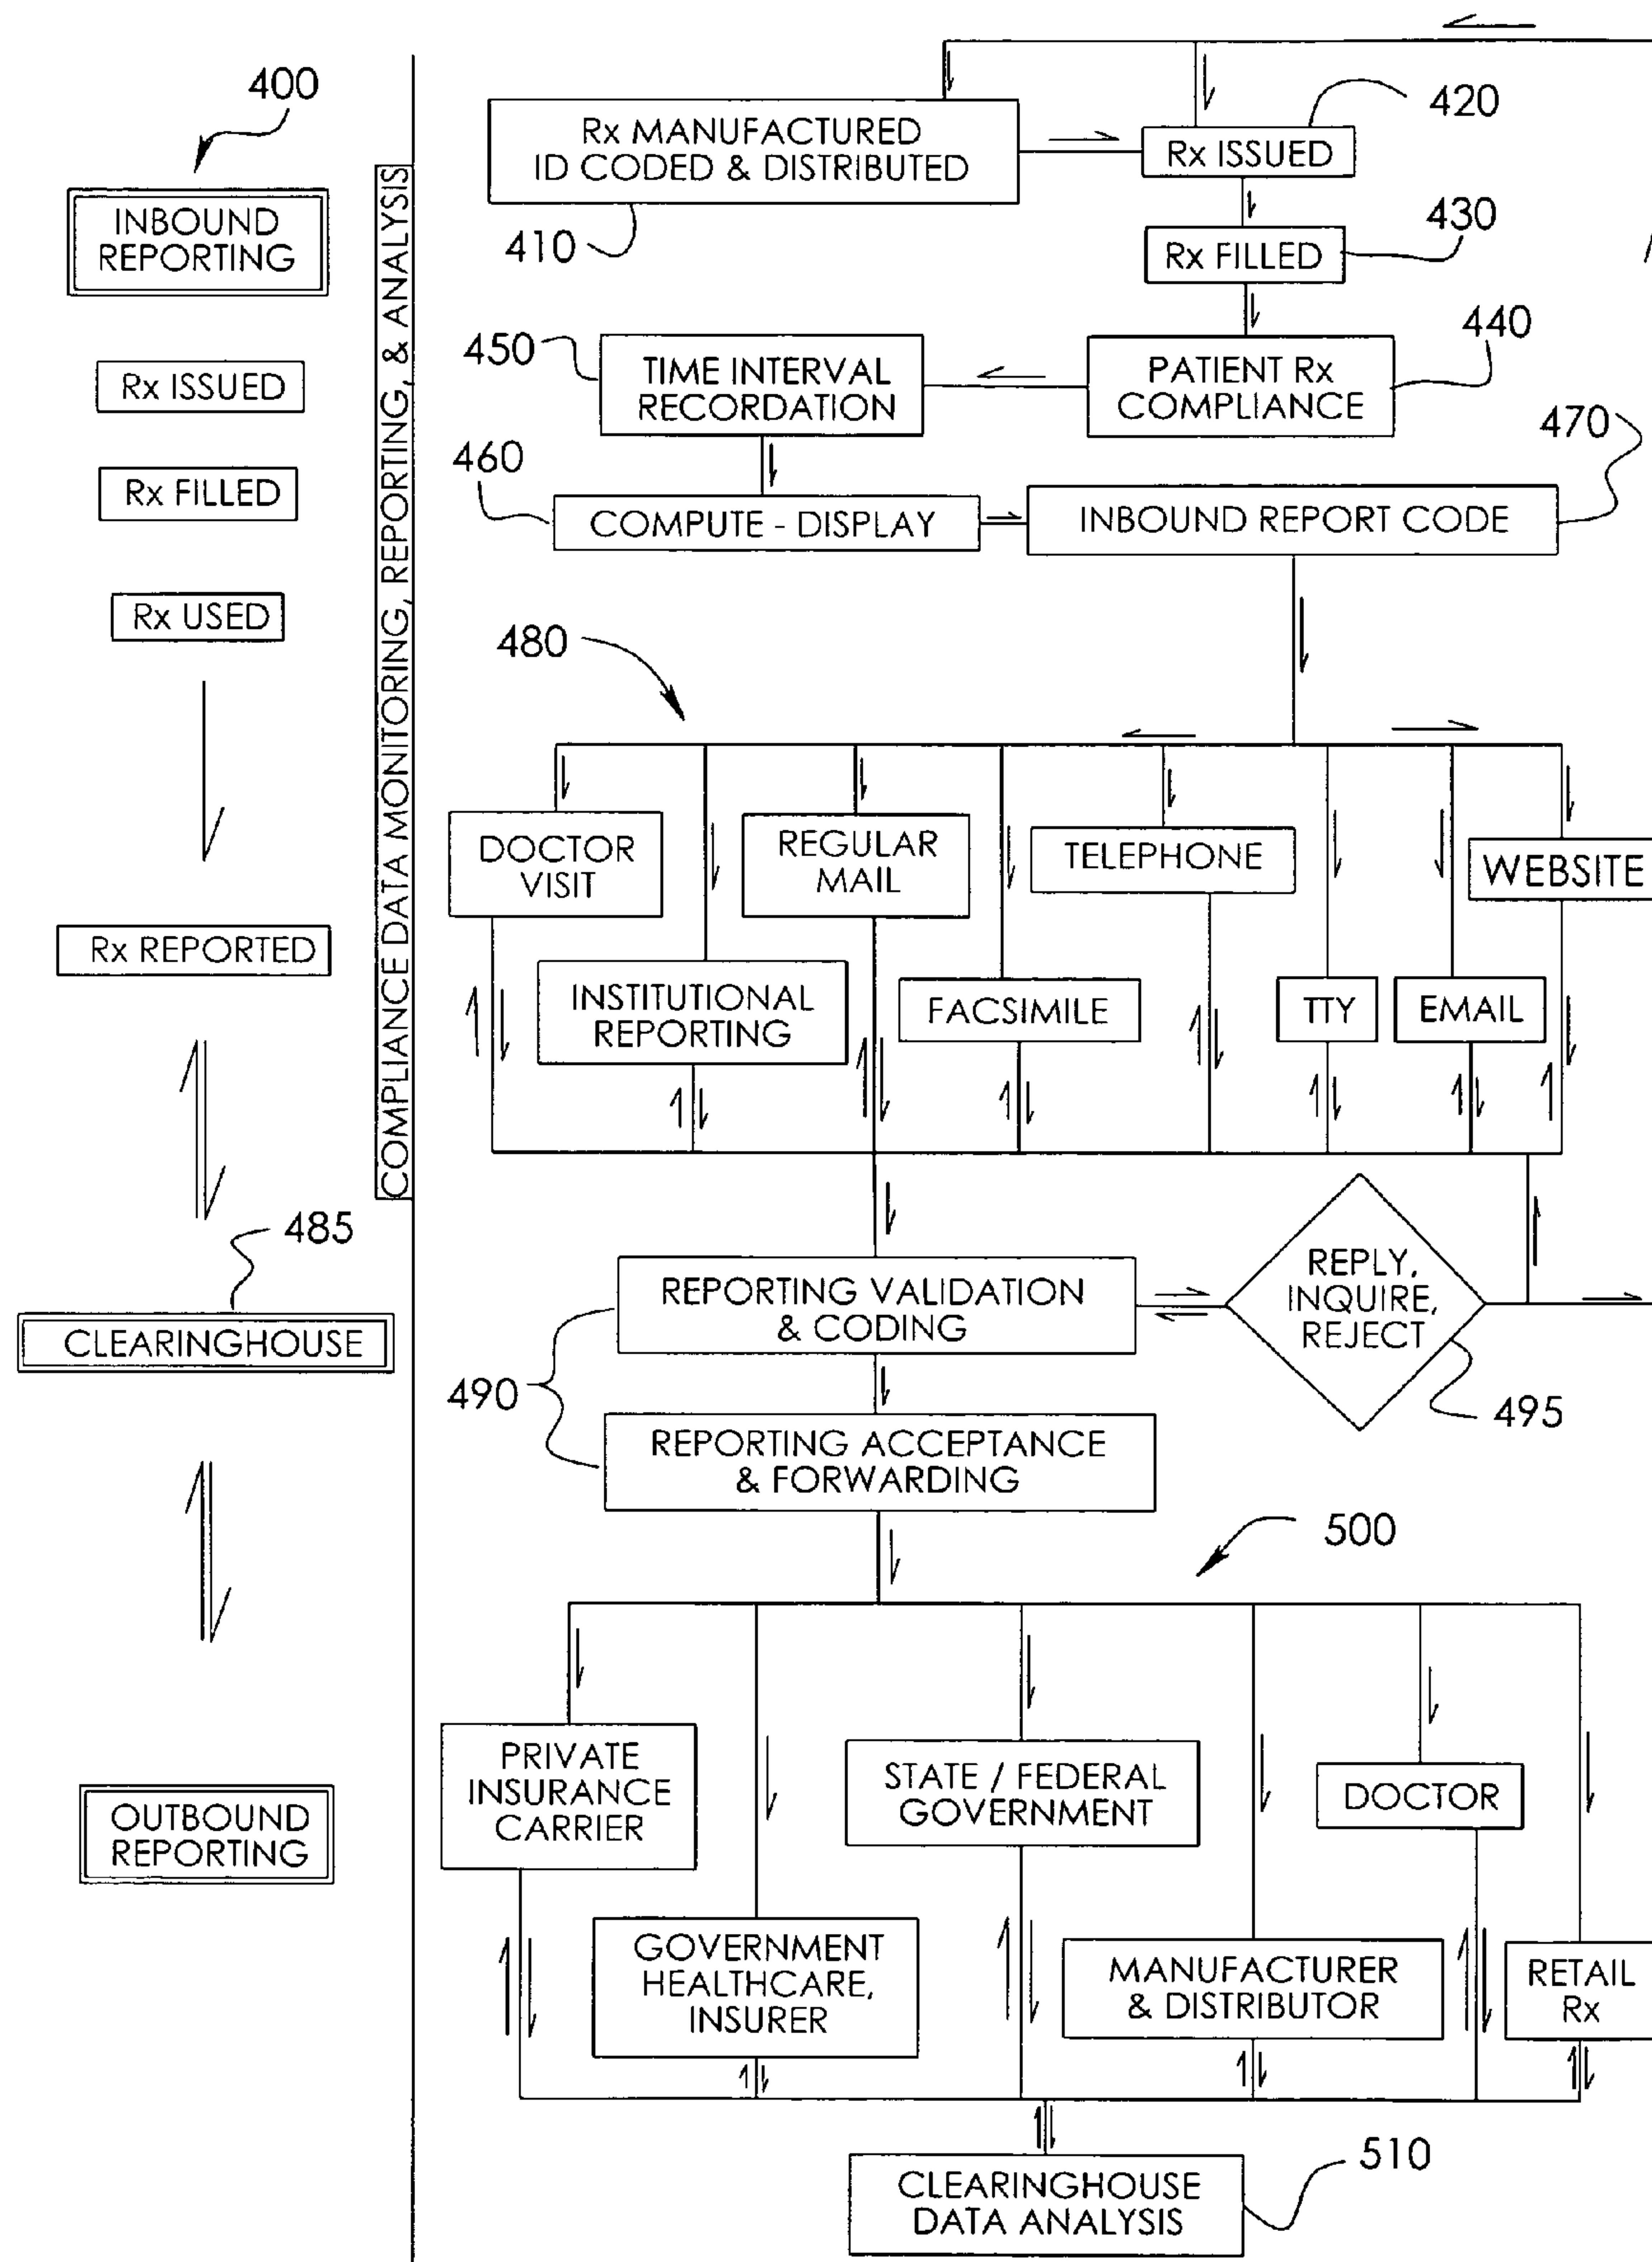 400
INBOUND
REPORTING
Rx ISSUED
Rx FILLED
Rx USED
Rx REPORTED
485
CLEARINGHOUSE
OUTBOUND
REPORTING
COMPLIANCE DATA MONITORING, REPORTING, & ANALYSIS
Rx MANUFACTURED
ID CODED & DISTRIBUTED
410
420
Rx ISSUED
430
Rx FILLED
440
PATIENT Rx
COMPLIANCE
450
TIME INTERVAL
RECORDATION
460
COMPUTE - DISPLAY
470
INBOUND REPORT CODE
480
DOCTOR
VISIT
REGULAR
MAIL
TELEPHONE
WEBSITE
INSTITUTIONAL
REPORTING
FACSIMILE
TTY
EMAIL
REPORTING VALIDATION
& CODING
REPLY,
INQUIRE,
REJECT
495
490
REPORTING ACCEPTANCE
& FORWARDING
500
PRIVATE
INSURANCE
CARRIER
STATE / FEDERAL
GOVERNMENT
DOCTOR
GOVERNMENT
HEALTHCARE,
INSURER
MANUFACTURER
& DISTRIBUTOR
RETAIL
Rx
510
CLEARINGHOUSE
DATA ANALYSIS